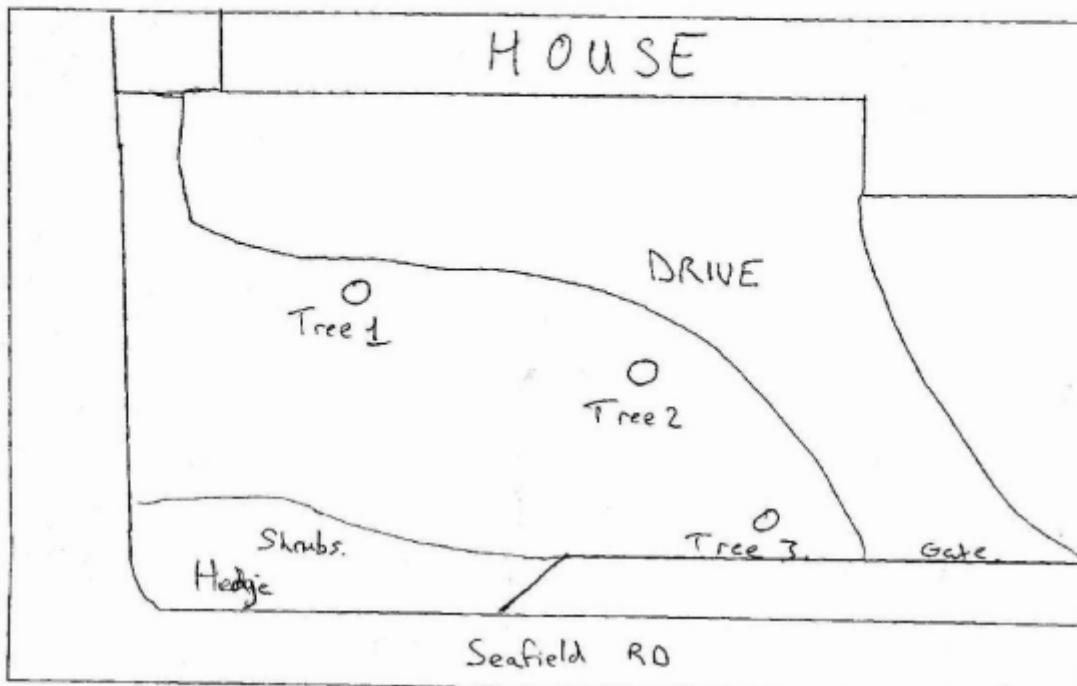 HOUSE
DRIVE
Tree 1
Tree 2
Tree 3.
Shrubs.
Gate.
Hedge
Seafield RD